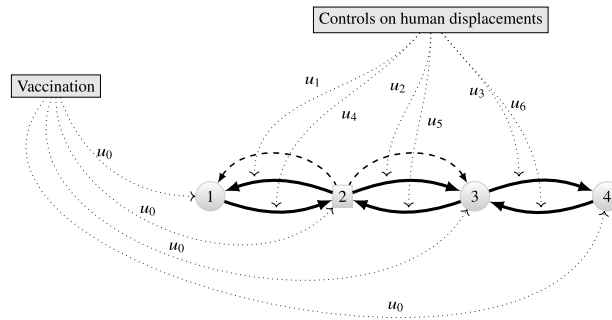 Controls on human displacements
Vaccination
u1
u2
u3
u4
u5
u6
u0
u0
u0
u0
1
2
3
4